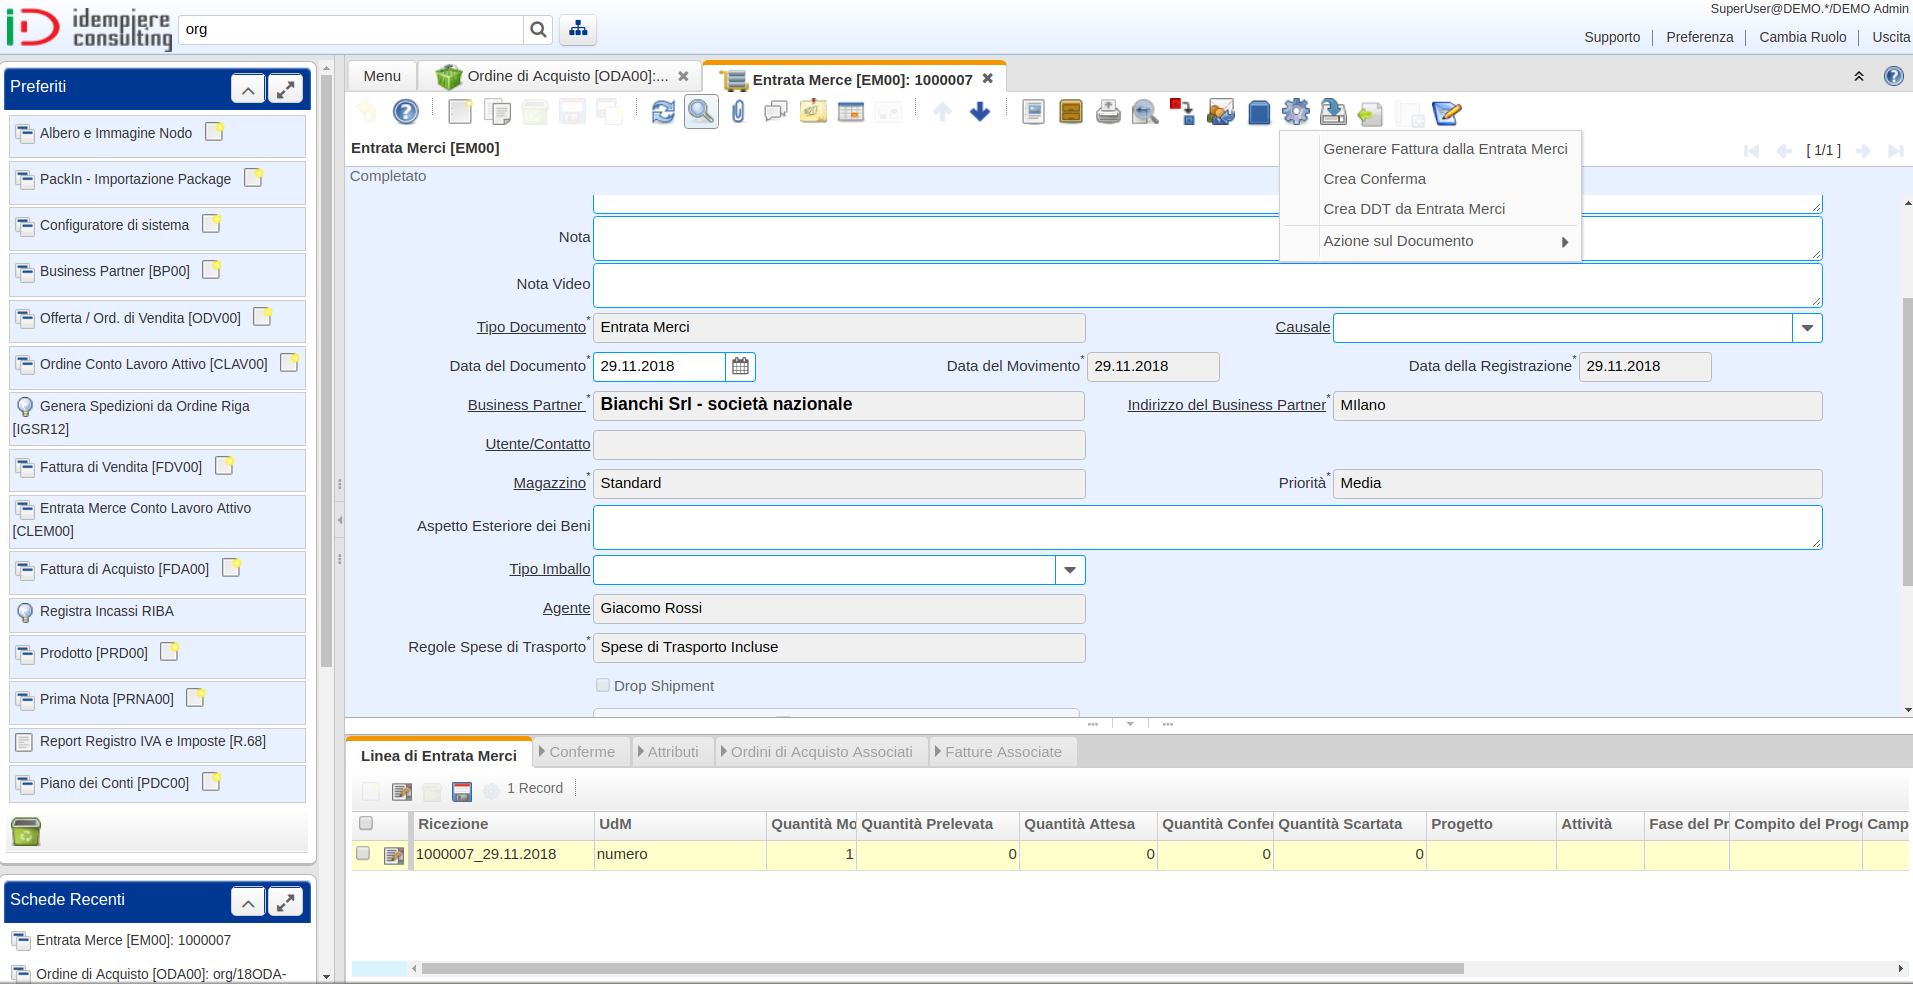 idempiere
consulting
org
SuperUser@DEMO.*/DEMO Admin
Supporto
Preferenza
Cambia Ruolo
Uscita
Preferiti
Albero e Immagine Nodo
PackIn - Importazione Package
Configuratore di sistema
Business Partner [BP00]
Offerta / Ord. di Vendita [ODV00]
Ordine Conto Lavoro Attivo [CLAV00]
Genera Spedizioni da Ordine Riga
[IGSR12]
Fattura di Vendita [FDV00]
Entrata Merce Conto Lavoro Attivo
[CLEM00]
Fattura di Acquisto [FDA00]
Registra Incassi RIBA
Prodotto [PRD00]
Prima Nota [PRNA00]
Report Registro IVA e Imposte [R.68]
Piano dei Conti [PDC00]
Schede Recenti
Entrata Merce [EM00]: 1000007
Ordine di Acquisto [ODA00]: org/18ODA-
Menu
Ordine di Acquisto [ODA00]:...
Entrata Merce [EM00]: 1000007
Entrata Merci [EM00]
[ 1/1 ]
Generare Fattura dalla Entrata Merci
Crea Conferma
Crea DDT da Entrata Merci
Azione sul Documento
Completato
Nota
Nota Video
Tipo Documento* Entrata Merci
Causale
Data del Documento* 29.11.2018
Data del Movimento* 29.11.2018
Data della Registrazione* 29.11.2018
Business Partner * Bianchi Srl - società nazionale
Indirizzo del Business Partner* MIlano
Utente/Contatto
Magazzino* Standard
Priorità* Media
Aspetto Esteriore dei Beni
Tipo Imballo
Agente Giacomo Rossi
Regole Spese di Trasporto* Spese di Trasporto Incluse
Drop Shipment
Linea di Entrata Merci
Conferme
Attributi
Ordini di Acquisto Associati
Fatture Associate
1 Record
Ricezione UdM Quantità Mo Quantità Prelevata Quantità Attesa Quantità Confer Quantità Scartata Progetto Attività Fase del Pr Compito del Proge Camp
1000007_29.11.2018 numero 1 0 0 0 0